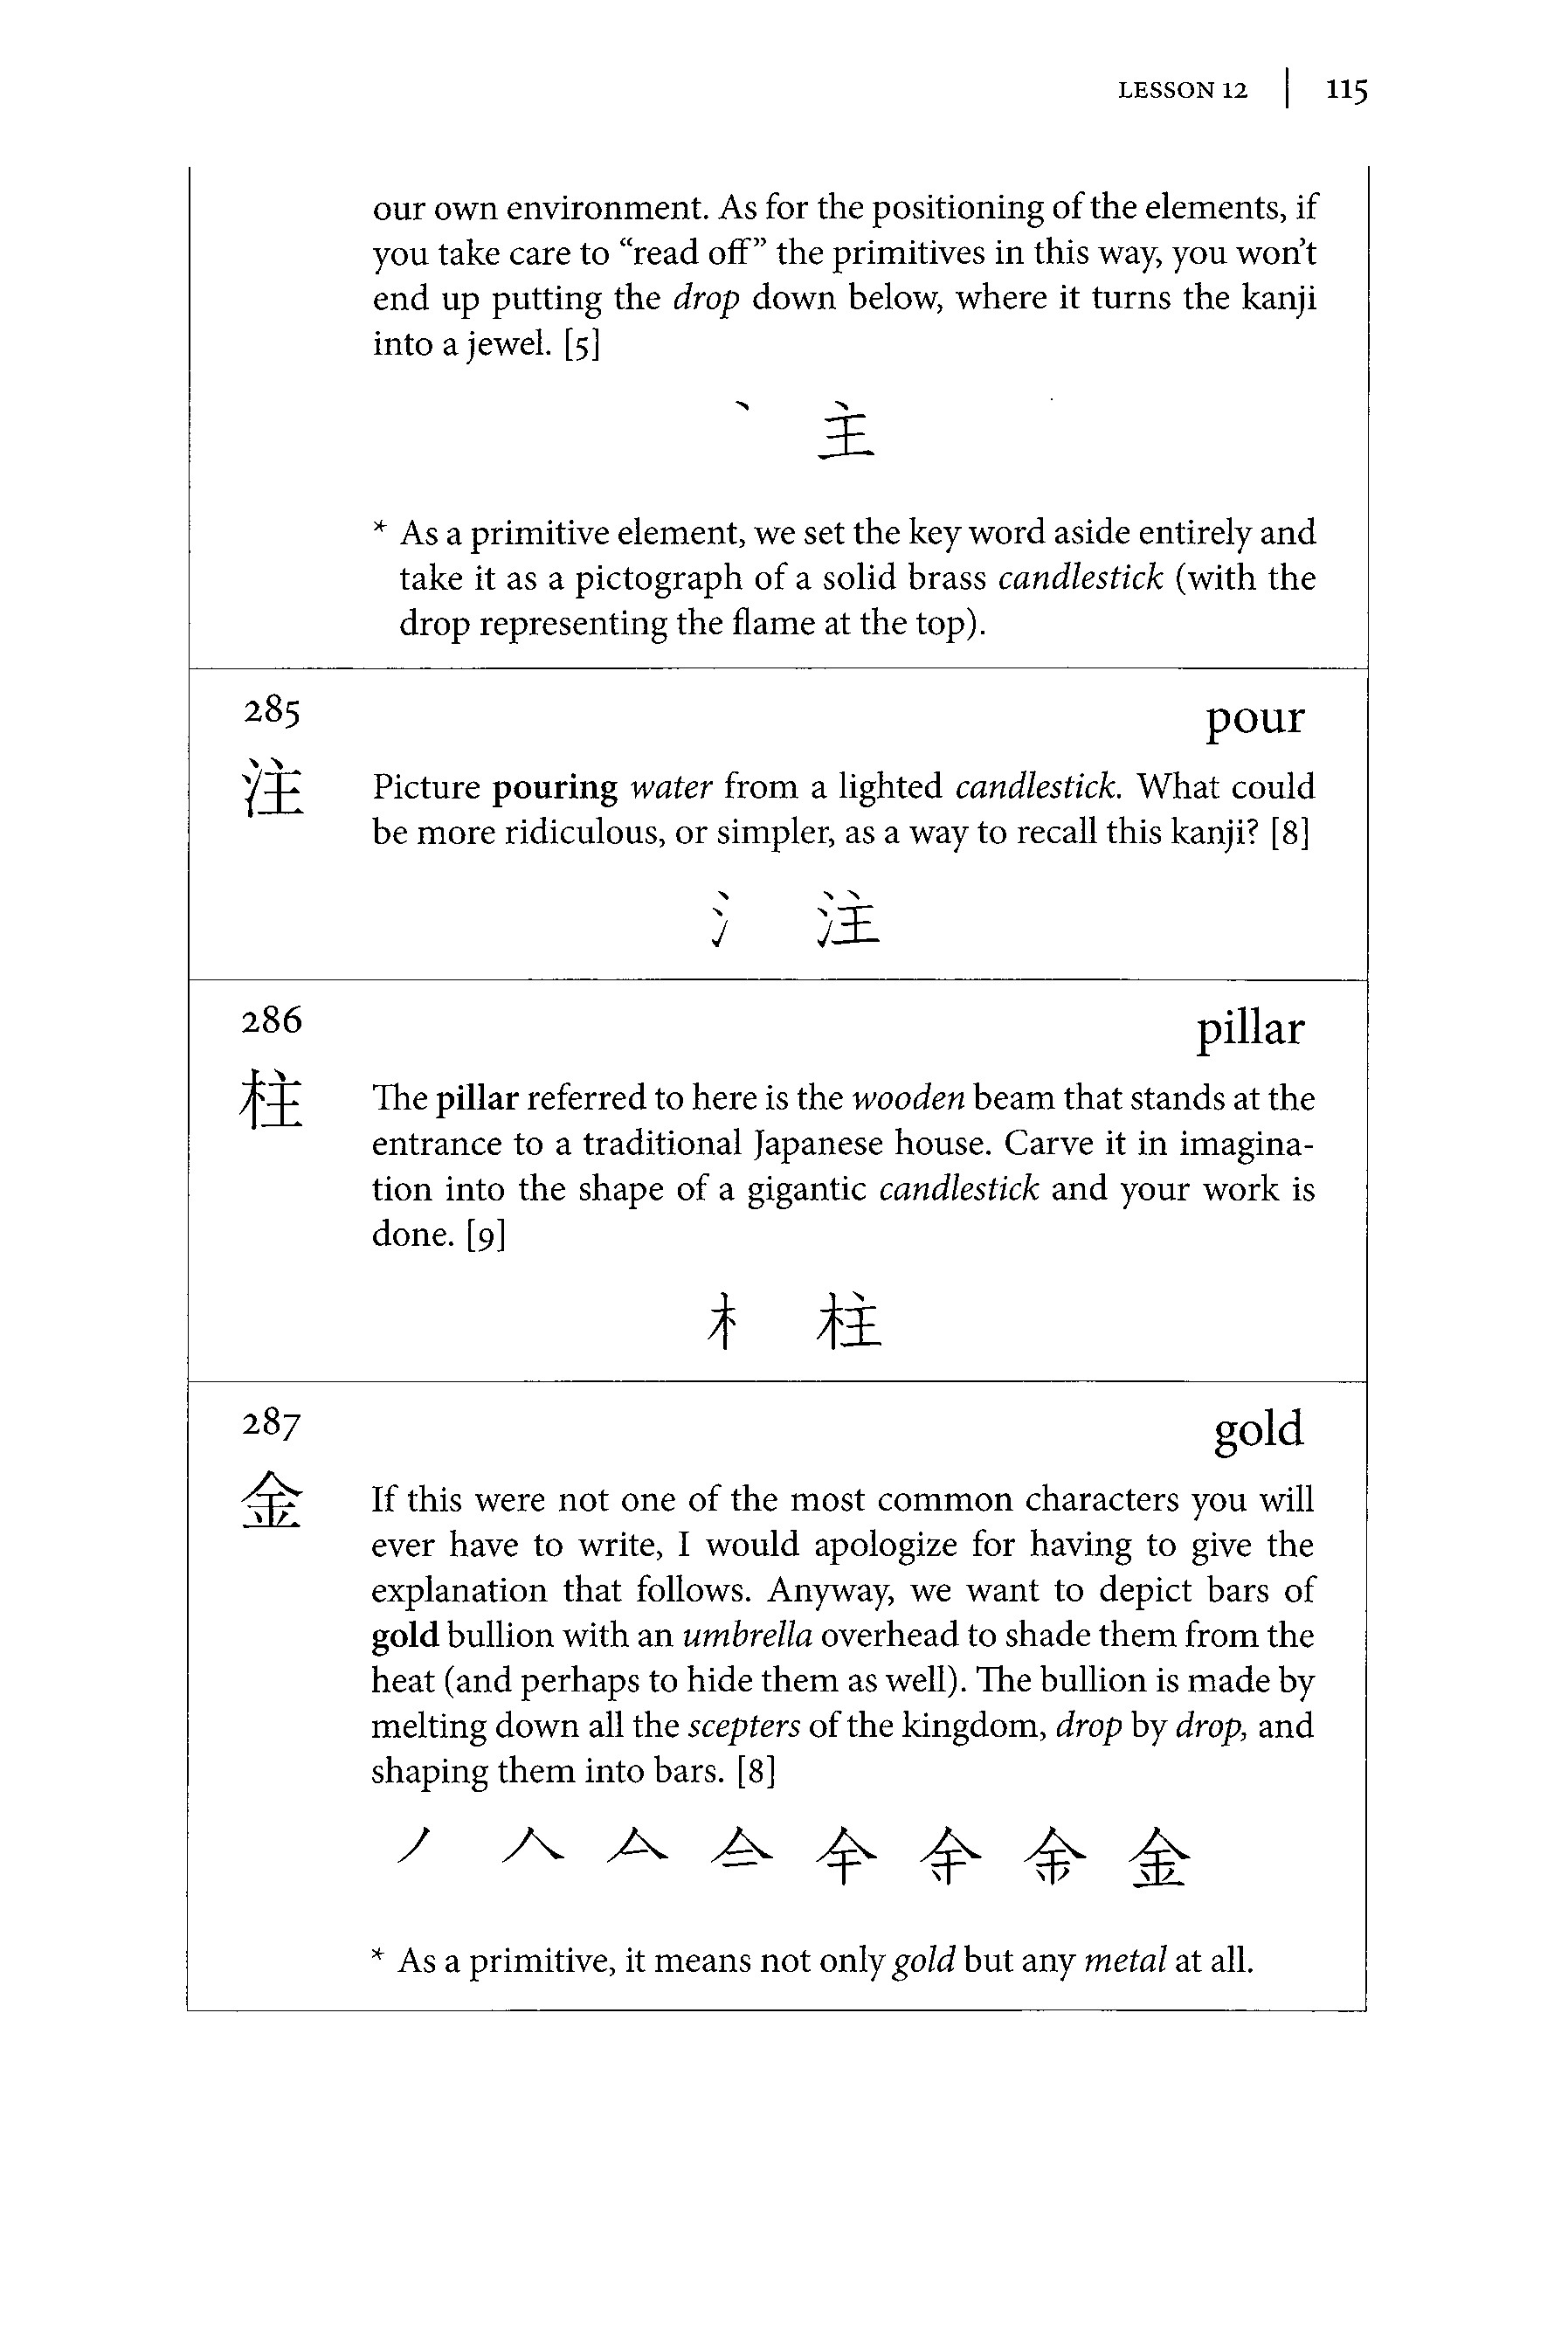 LESSON 12 | 115
our own environment. As for the positioning of the elements, if
you take care to “read off” the primitives in this way, you won’t
end up putting the drop down below, where it turns the kanji
into a jewel. [5]
丶 主
* As a primitive element, we set the key word aside entirely and
take it as a pictograph of a solid brass candlestick (with the
drop representing the flame at the top).
285 pour
注 Picture pouring water from a lighted candlestick. What could
be more ridiculous, or simpler, as a way to recall this kanji? [8]
氵 注
286 pillar
柱 The pillar referred to here is the wooden beam that stands at the
entrance to a traditional Japanese house. Carve it in imagina-
tion into the shape of a gigantic candlestick and your work is
done. [9]
木 柱
287 gold
金 If this were not one of the most common characters you will
ever have to write, I would apologize for having to give the
explanation that follows. Anyway, we want to depict bars of
gold bullion with an umbrella overhead to shade them from the
heat (and perhaps to hide them as well). The bullion is made by
melting down all the scepters of the kingdom, drop by drop, and
shaping them into bars. [8]
丿 𠆢 亼 金
* As a primitive, it means not only gold but any metal at all.